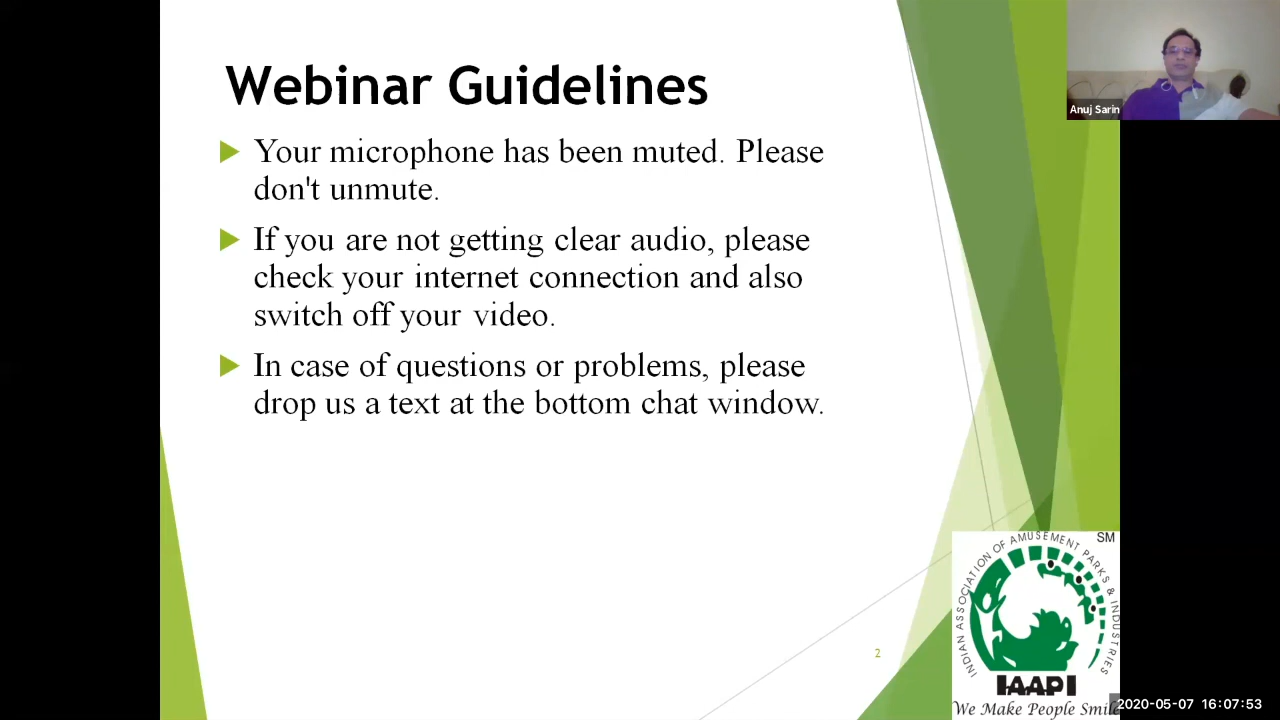 Webinar Guidelines
Your microphone has been muted. Please
don't unmute.
If you are not getting clear audio, please
check your internet connection and also
switch off your video.
In case of questions or problems, please
drop us a text at the bottom chat window.
2
Anuj Sarin
SM
INDIAN ASSOCIATION OF AMUSEMENT PARKS & INDUSTRIES
IAAPI
We Make People Smile
2020-05-07 16:07:53